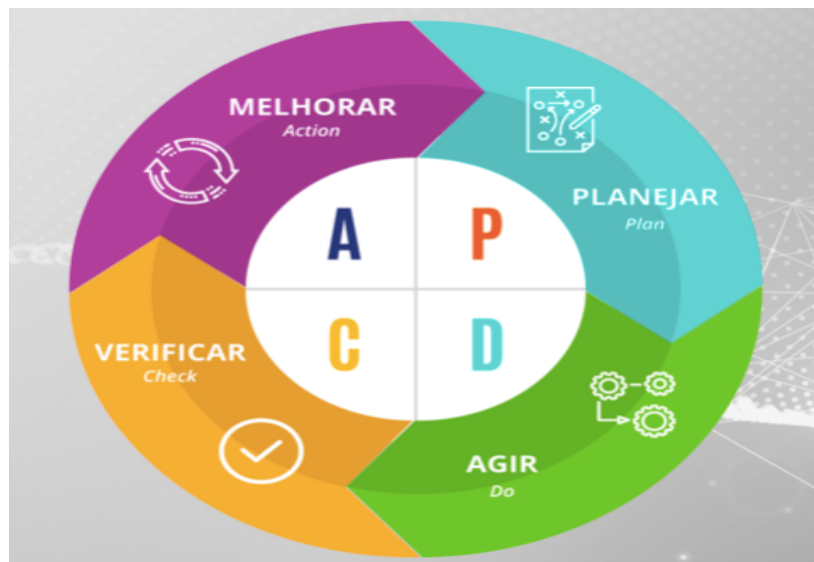 MELHORAR
Action
PLANEJAR
Plan
A
P
C
D
VERIFICAR
Check
AGIR
Do